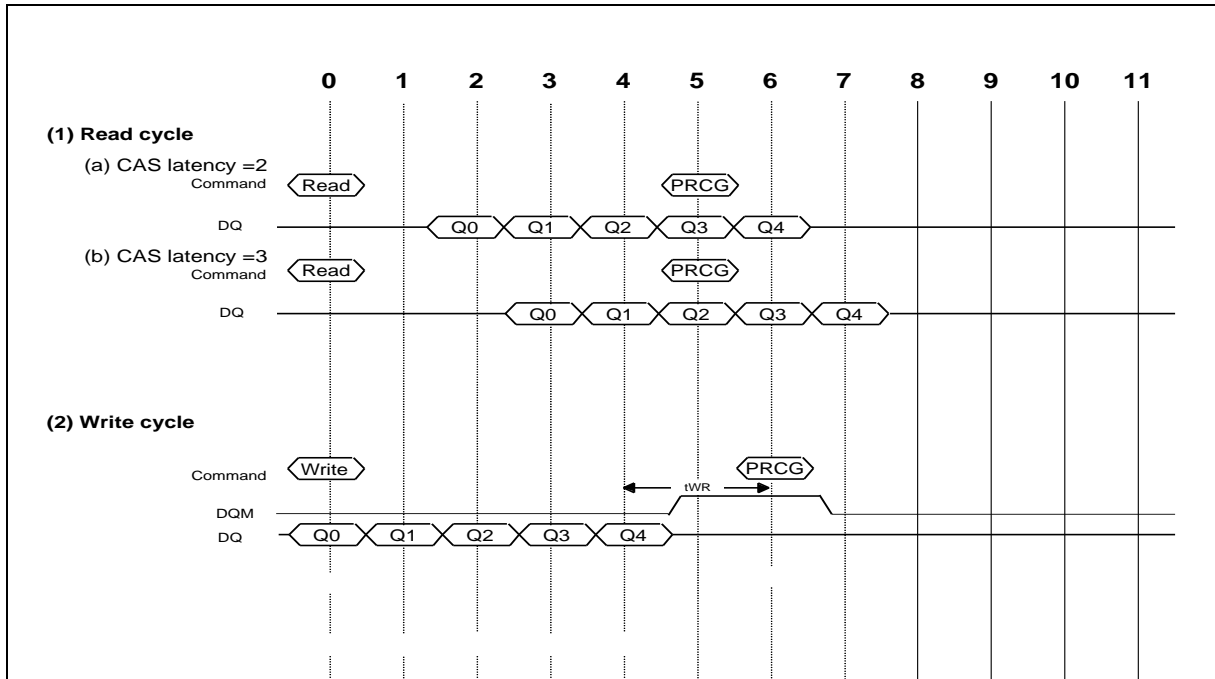 0 1 2 3 4 5 6 7 8 9 10 11
(1) Read cycle
(a) CAS latency =2
Command Read PRCG
DQ Q0 Q1 Q2 Q3 Q4
(b) CAS latency =3
Command Read PRCG
DQ Q0 Q1 Q2 Q3 Q4
(2) Write cycle
Command Write PRCG
tWR
DQM
DQ Q0 Q1 Q2 Q3 Q4